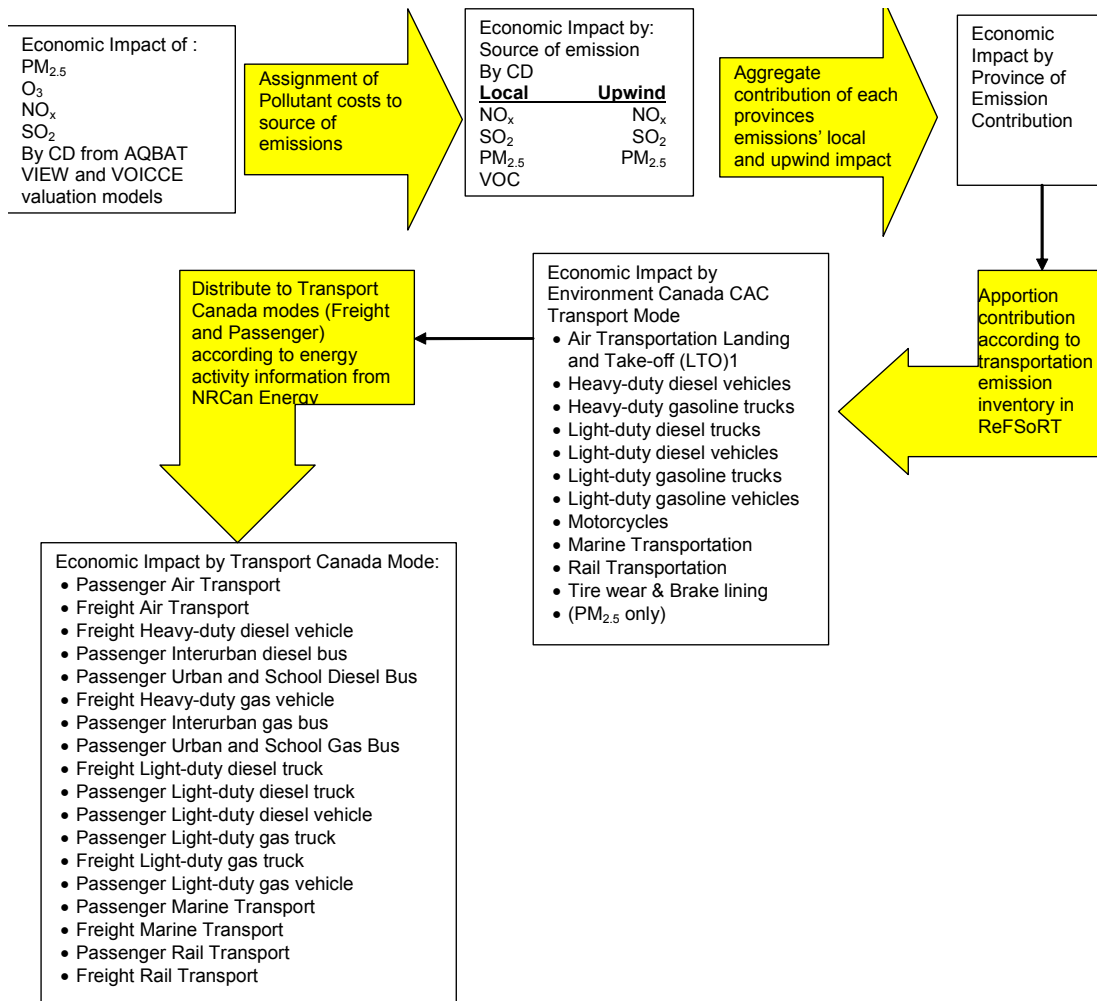 Economic Impact of :
PM2.5
O3
NOx
SO2
By CD from AQBAT
VIEW and VOICCE
valuation models
Assignment of
Pollutant costs to
source of
emissions
Economic Impact by:
Source of emission
By CD
Local Upwind
NOx NOx
SO2 SO2
PM2.5 PM2.5
VOC
Aggregate
contribution of each
provinces
emissions' local
and upwind impact
Economic
Impact by
Province of
Emission
Contribution
Apportion
contribution
according to
transportation
emission
inventory in
ReFSoRT
Economic Impact by
Environment Canada CAC
Transport Mode
• Air Transportation Landing
and Take-off (LTO)1
• Heavy-duty diesel vehicles
• Heavy-duty gasoline trucks
• Light-duty diesel trucks
• Light-duty diesel vehicles
• Light-duty gasoline trucks
• Light-duty gasoline vehicles
• Motorcycles
• Marine Transportation
• Rail Transportation
• Tire wear & Brake lining
• (PM2.5 only)
Distribute to Transport
Canada modes (Freight
and Passenger)
according to energy
activity information from
NRCan Energy
Economic Impact by Transport Canada Mode:
• Passenger Air Transport
• Freight Air Transport
• Freight Heavy-duty diesel vehicle
• Passenger Interurban diesel bus
• Passenger Urban and School Diesel Bus
• Freight Heavy-duty gas vehicle
• Passenger Interurban gas bus
• Passenger Urban and School Gas Bus
• Freight Light-duty diesel truck
• Passenger Light-duty diesel truck
• Passenger Light-duty diesel vehicle
• Passenger Light-duty gas truck
• Freight Light-duty gas truck
• Passenger Light-duty gas vehicle
• Passenger Marine Transport
• Freight Marine Transport
• Passenger Rail Transport
• Freight Rail Transport